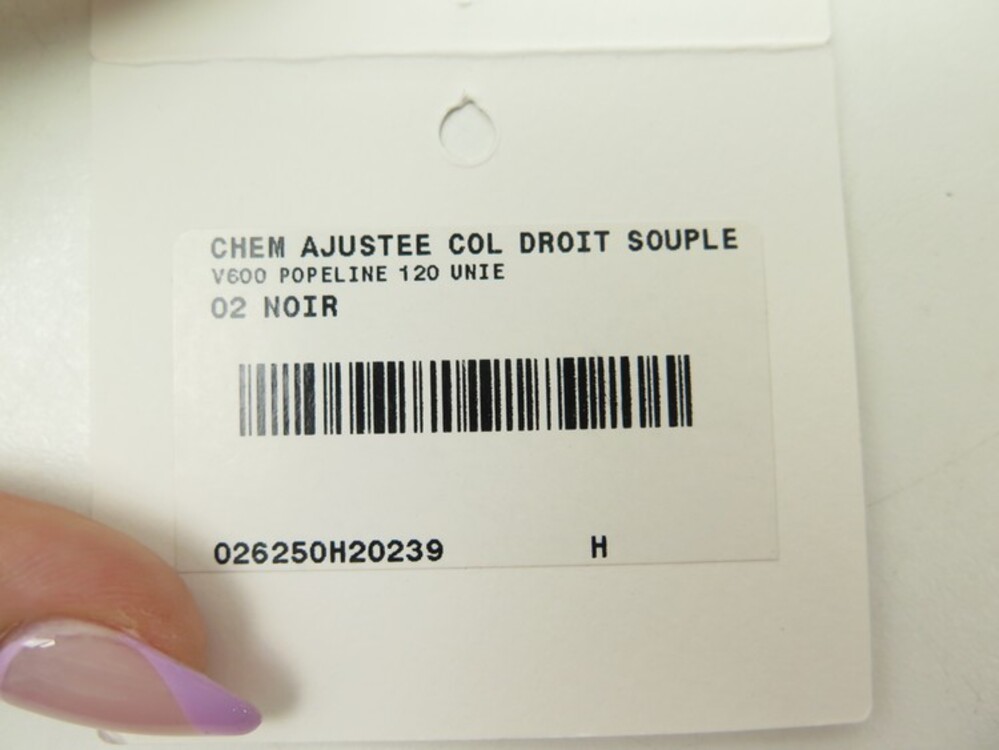 CHEM AJUSTEE COL DROIT SOUPLE
V600 POPELINE 120 UNIE
02 NOIR
026250H20239 H